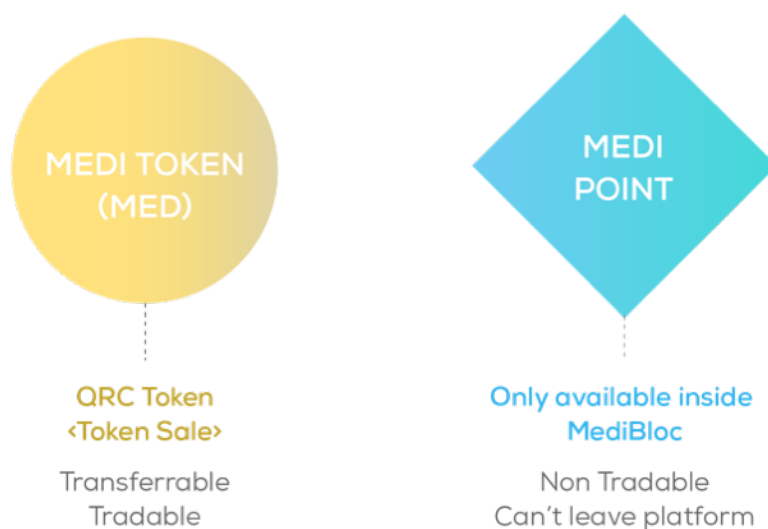 MEDI TOKEN
(MED)
QRC Token
<Token Sale>
Transferrable
Tradable
MEDI
POINT
Only available inside
MediBloc
Non Tradable
Can't leave platform